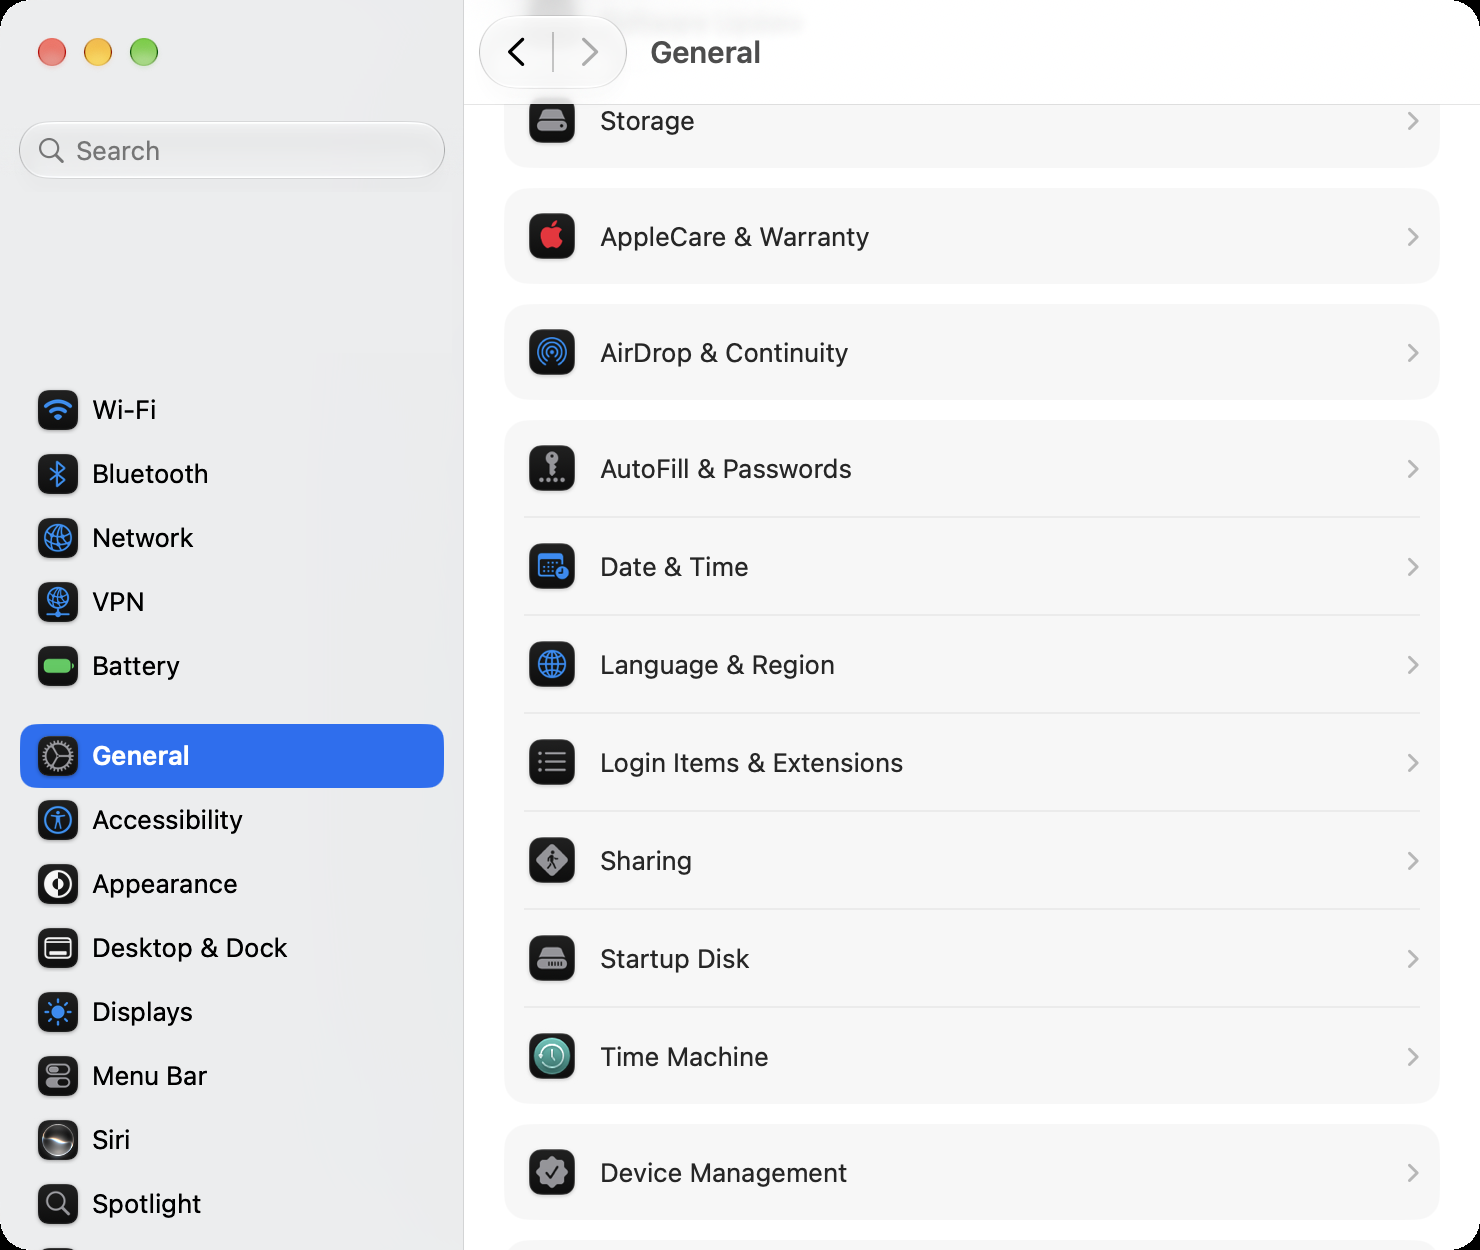 General
Search
Storage
AppleCare & Warranty
AirDrop & Continuity
Wi-Fi
AutoFill & Passwords
Bluetooth
Network
Date & Time
VPN
Battery
Language & Region
General
Login Items & Extensions
Accessibility
Sharing
Appearance
Desktop & Dock
Startup Disk
Displays
Time Machine
Menu Bar
Siri
Device Management
Spotlight